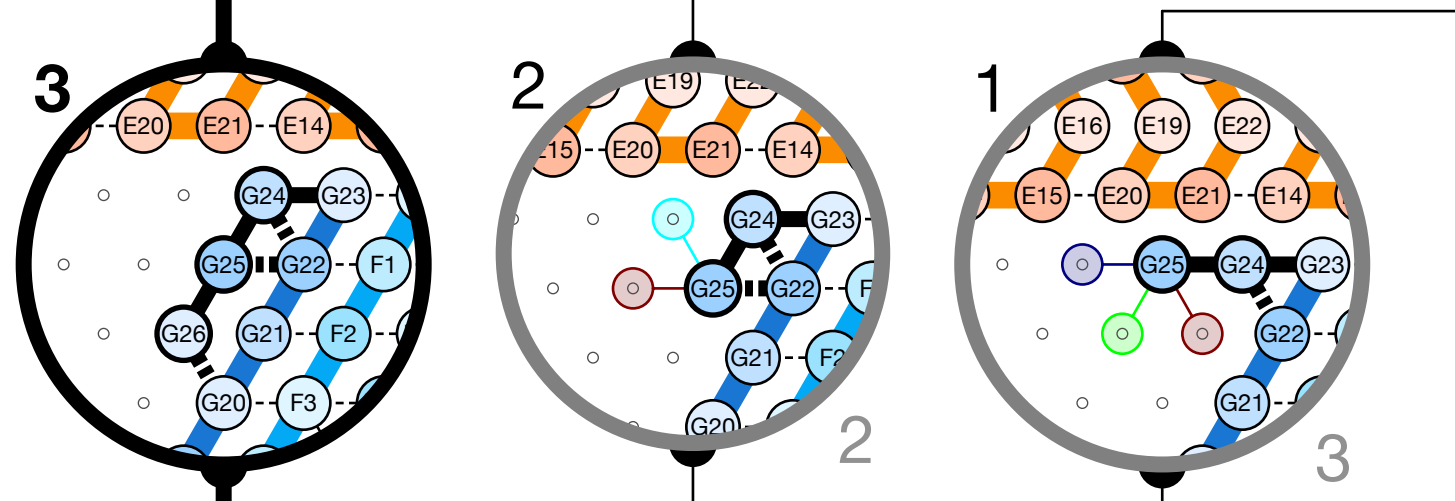 3
E20 E21 E14
G24 G23
G25 G22 F1
G26 G21 F2
G20 F3
2
E19 E22
E15 E20 E21 E14
G24 G23
G25 G22
G21 F2
G20
2
1
E16 E19 E22
E15 E20 E21 E14
G25 G24 G23
G22
G21
3